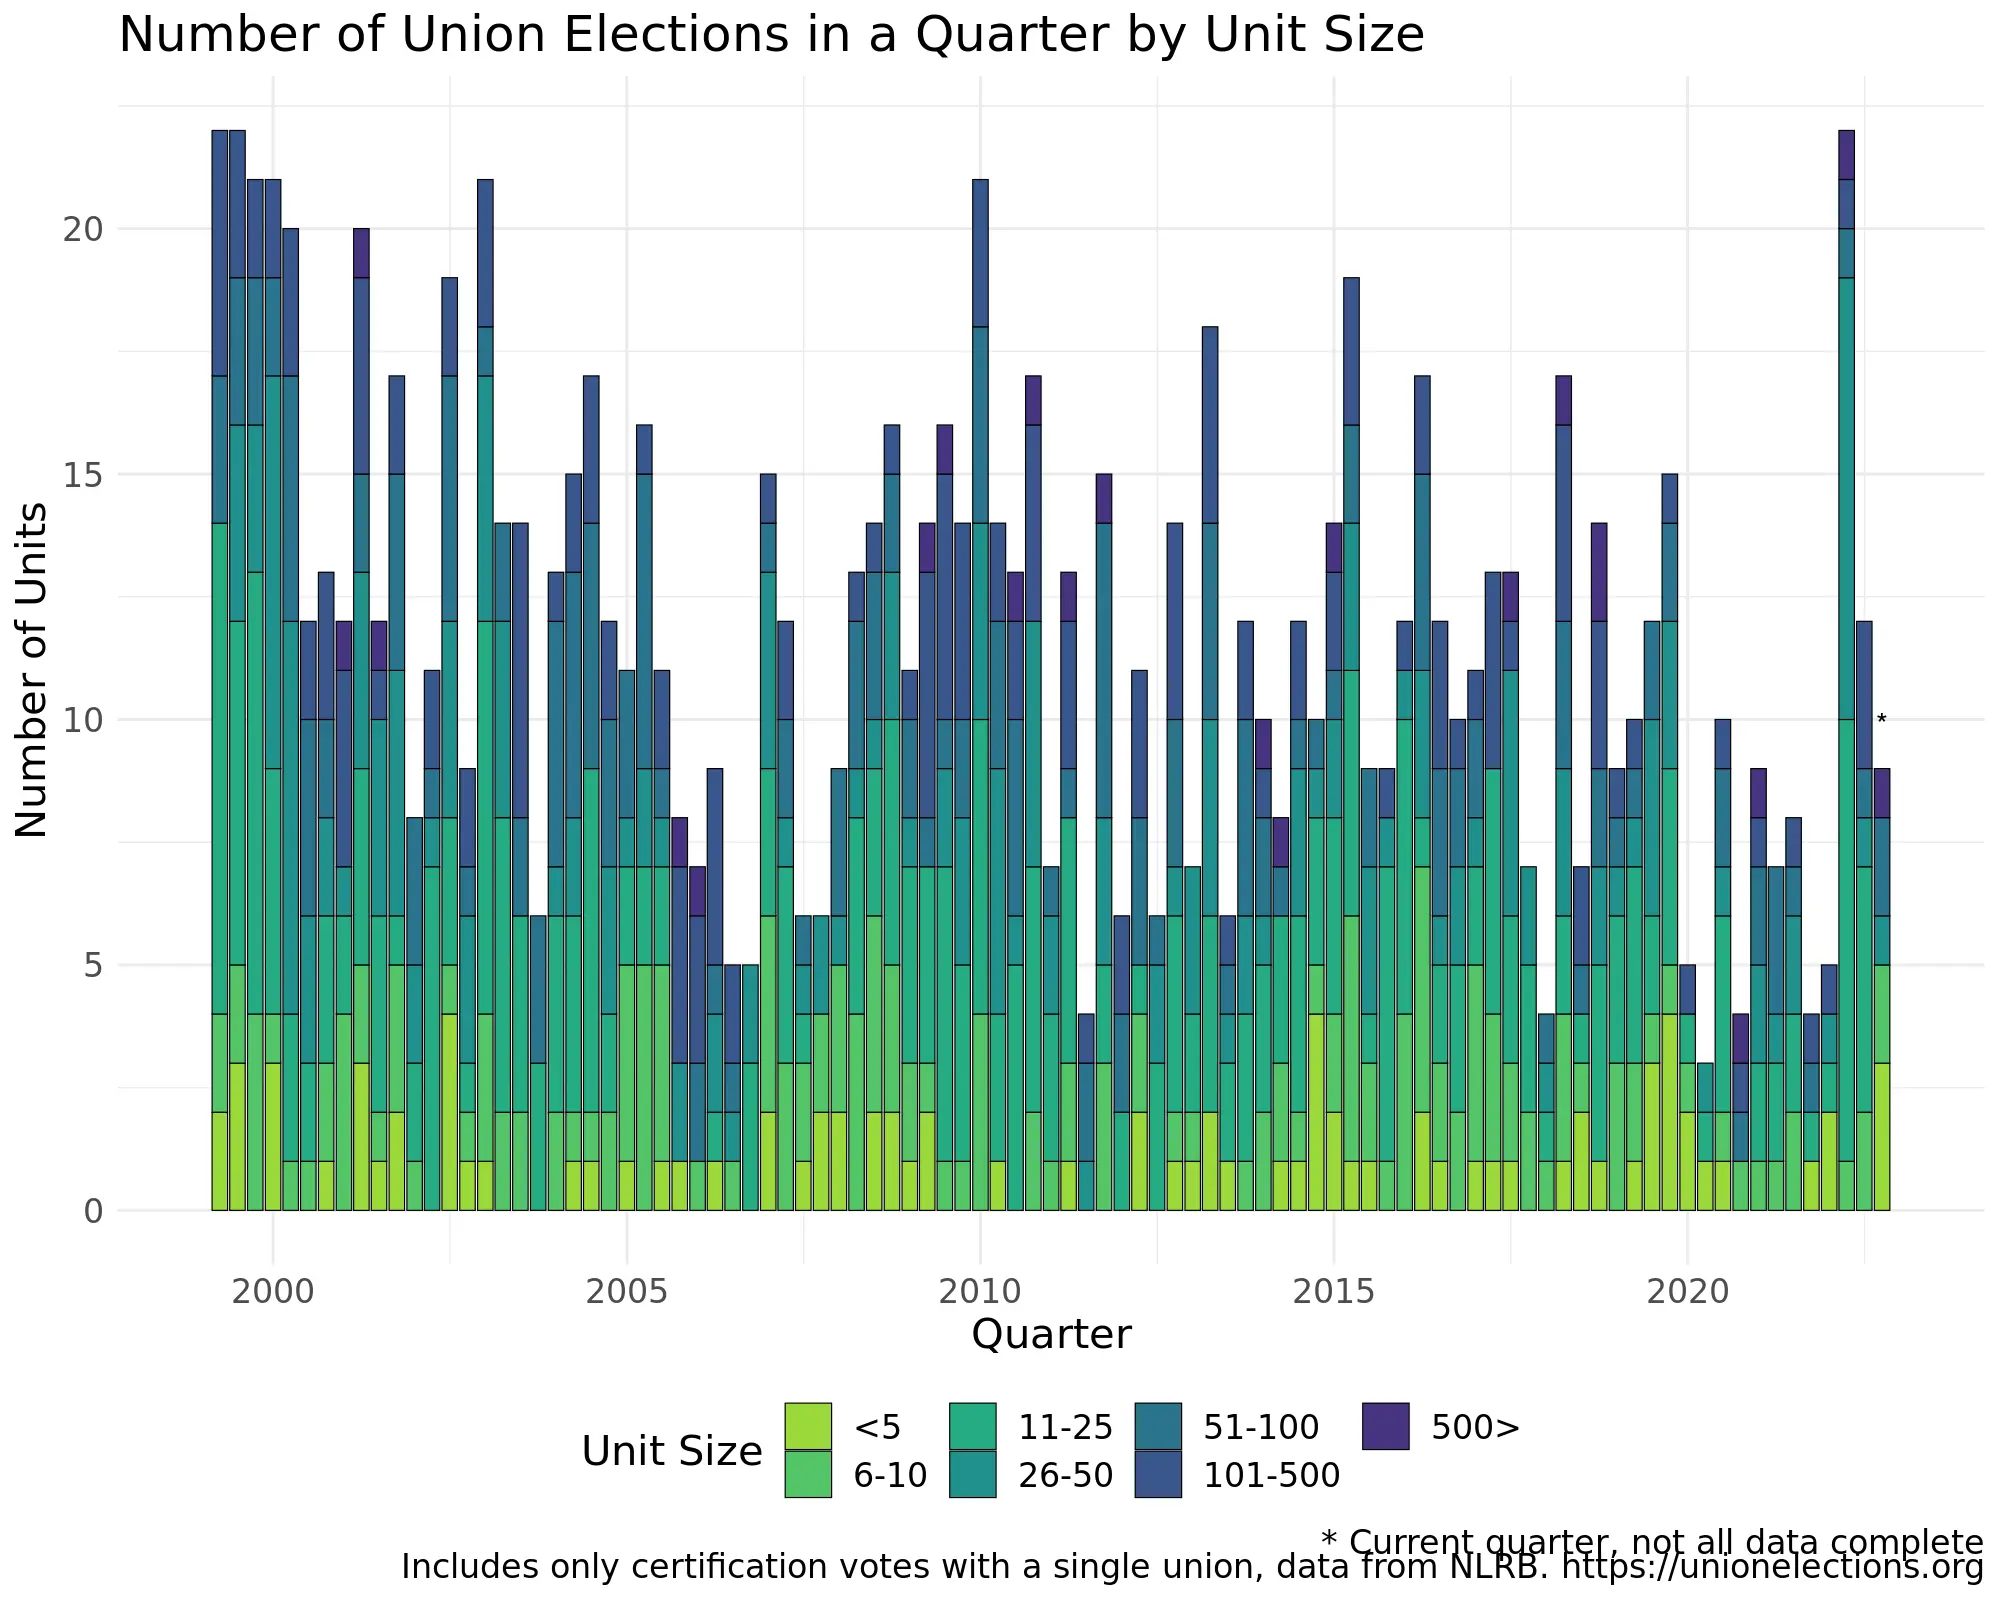 Number of Union Elections in a Quarter by Unit Size
Number of Units
20
15
10
5
0
*
2000 2005 2010 2015 2020
Quarter
Unit Size
<5 11-25 51-100 500>
6-10 26-50 101-500
* Current quarter, not all data complete
Includes only certification votes with a single union, data from NLRB. https://unionelections.org